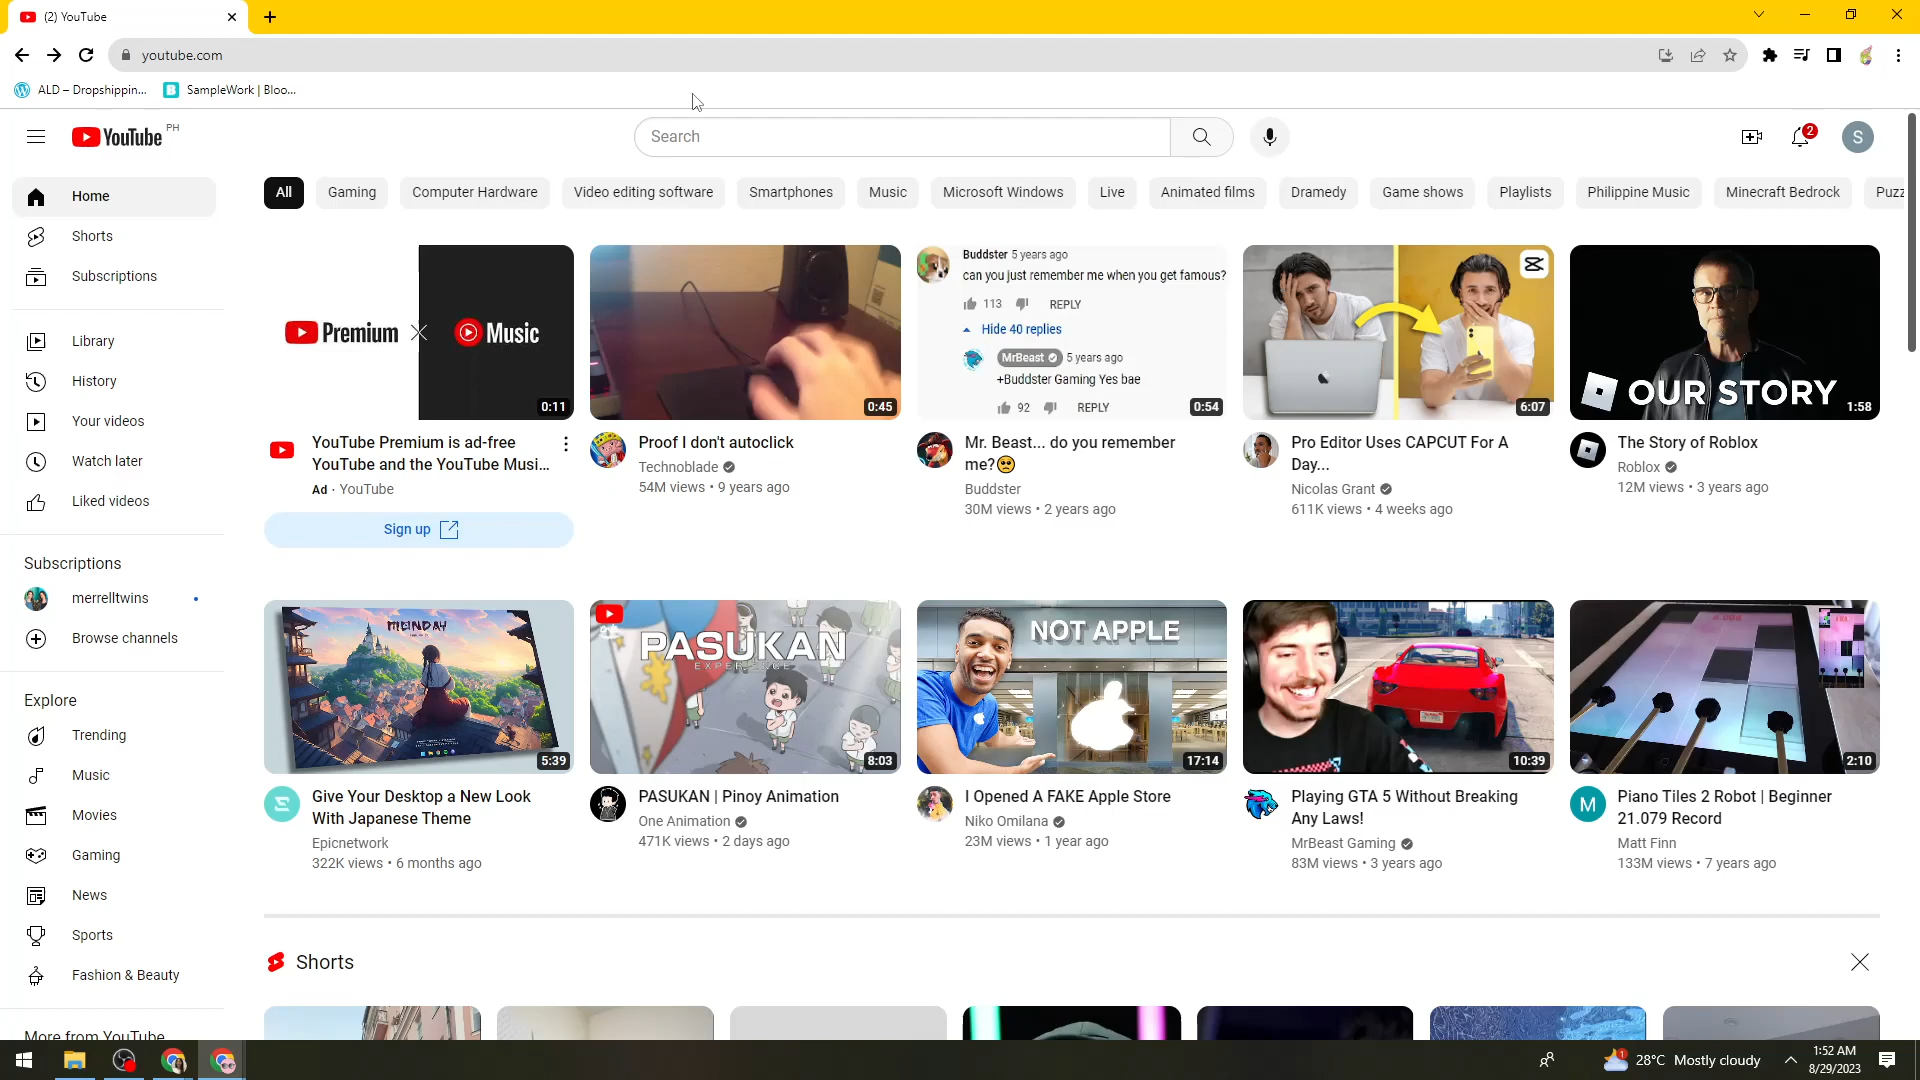 (2) YouTube
youtube.com
ALD – Dropshippin...
SampleWork | Bloo...
YouTube PH
Search
2
S
All
Gaming
Computer Hardware
Video editing software
Smartphones
Music
Microsoft Windows
Live
Animated films
Dramedy
Game shows
Playlists
Philippine Music
Minecraft Bedrock
Puzz
Home
Shorts
Subscriptions
Library
History
Your videos
Watch later
Liked videos
Subscriptions
merrelltwins
Browse channels
Explore
Trending
Music
Movies
Gaming
News
Sports
Fashion & Beauty
More from YouTube
Premium
Music
0:11
YouTube Premium is ad-free
YouTube and the YouTube Musi...
Ad · YouTube
Sign up
0:45
Proof I don't autoclick
Technoblade
54M views • 9 years ago
Buddster 5 years ago
can you just remember me when you get famous?
113 REPLY
Hide 40 replies
MrBeast 5 years ago
+Buddster Gaming Yes bae
92 REPLY
0:54
Mr. Beast... do you remember
me?🥺
Buddster
30M views • 2 years ago
6:07
Pro Editor Uses CAPCUT For A
Day...
Nicolas Grant
611K views • 4 weeks ago
OUR STORY
1:58
The Story of Roblox
Roblox
12M views • 3 years ago
MONDAY
5:39
Give Your Desktop a New Look
With Japanese Theme
Epicnetwork
322K views • 6 months ago
PASUKAN
EXPERIENCE
8:03
PASUKAN | Pinoy Animation
One Animation
471K views • 2 days ago
NOT APPLE
17:14
I Opened A FAKE Apple Store
Niko Omilana
23M views • 1 year ago
10:39
Playing GTA 5 Without Breaking
Any Laws!
MrBeast Gaming
83M views • 3 years ago
2:10
M
Piano Tiles 2 Robot | Beginner
21.079 Record
Matt Finn
133M views • 7 years ago
Shorts
1
28°C Mostly cloudy
1:52 AM
8/29/2023